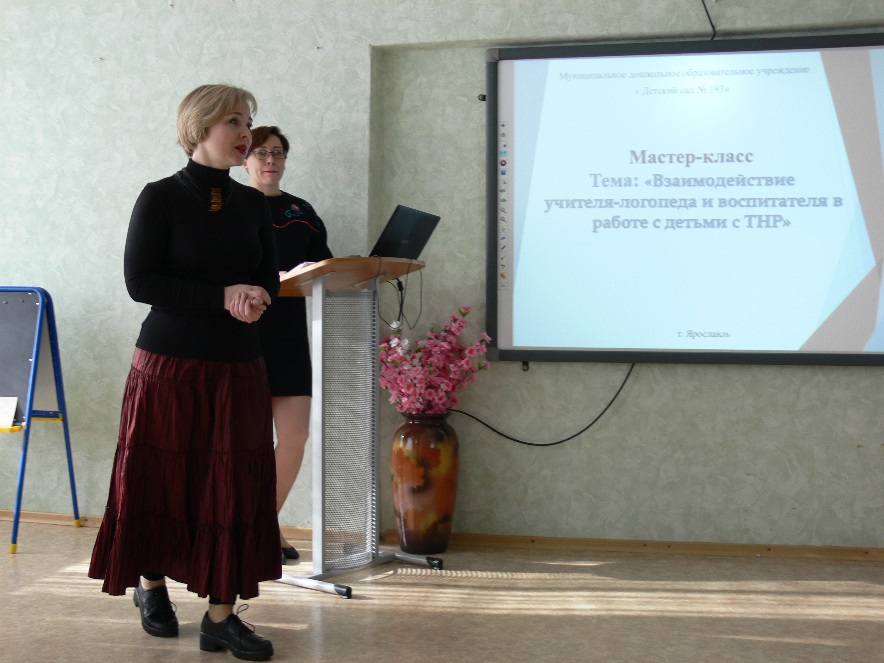 Муниципальное дошкольное образовательное учреждение
« Детский сад № 193»
Мастер-класс
Тема: «Взаимодействие
учителя-логопеда и воспитателя в
работе с детьми с ТНР»
г. Ярославль